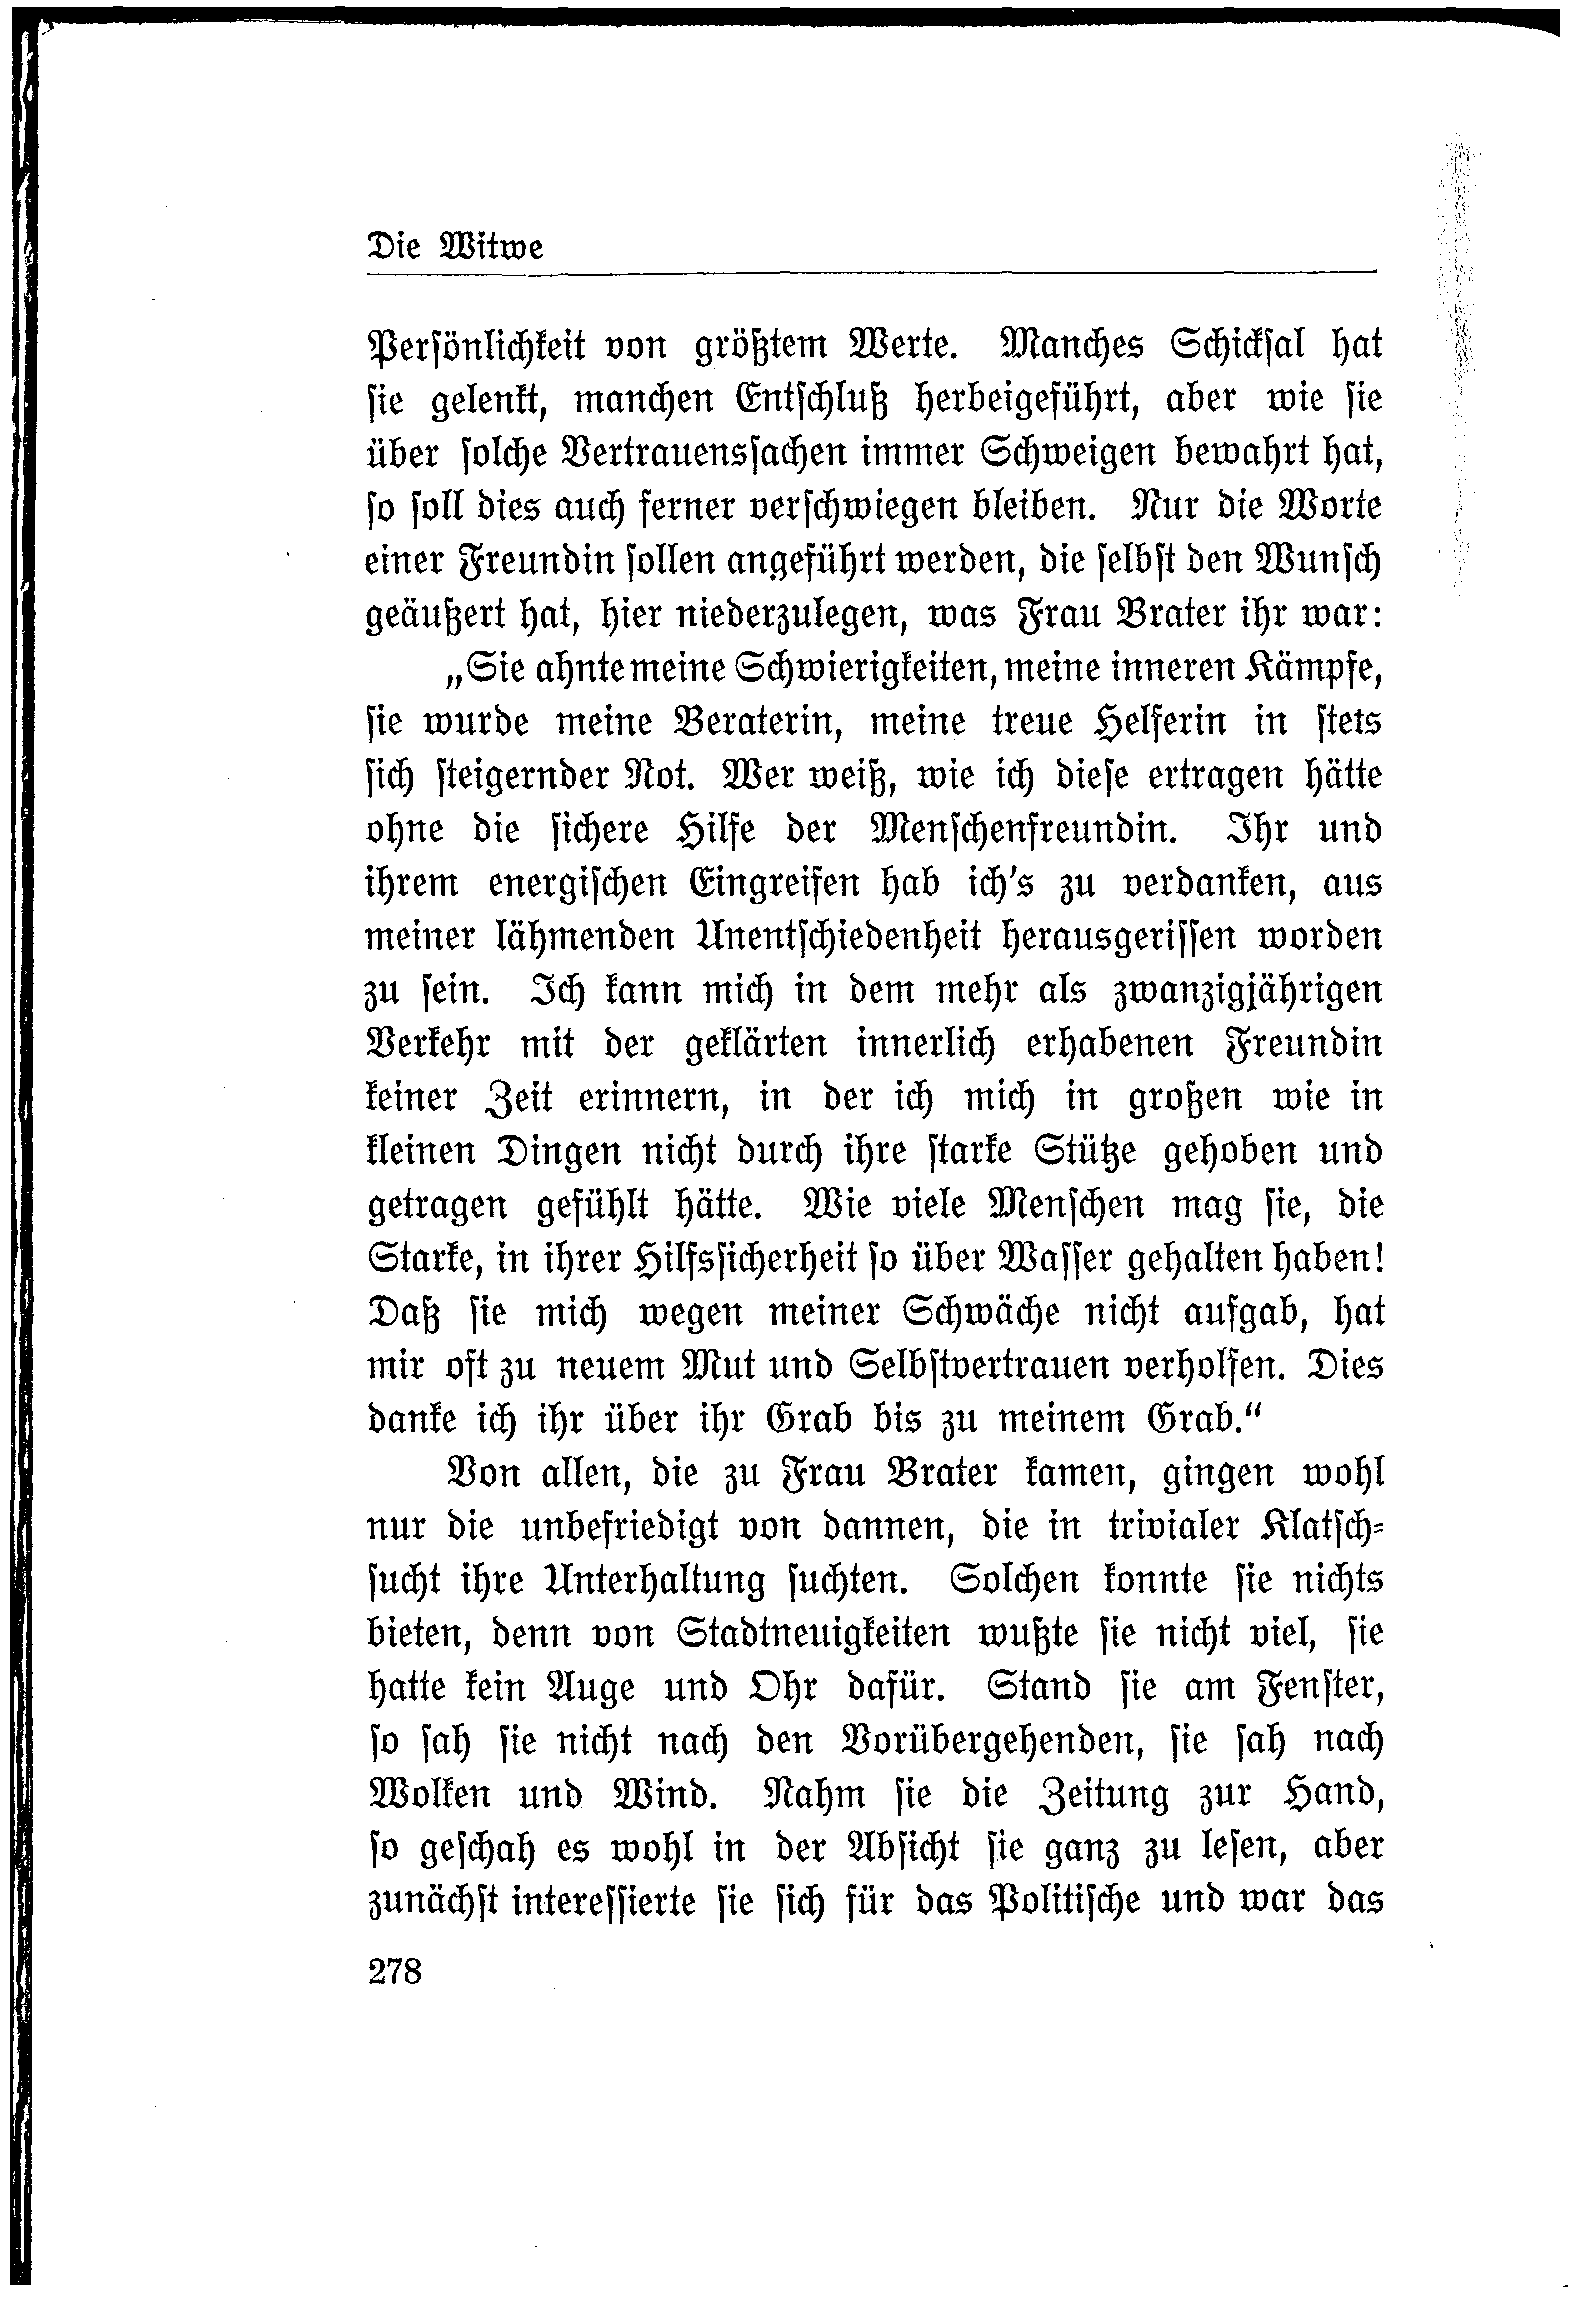 Die Witwe
Persönlichkeit von größtem Werte. Manches Schicksal hat
sie gelenkt, manchen Entschluß herbeigeführt, aber wie sie
über solche Vertrauenssachen immer Schweigen bewahrt hat,
so soll dies auch ferner verschwiegen bleiben. Nur die Worte
einer Freundin sollen angeführt werden, die selbst den Wunsch
geäußert hat, hier niederzulegen, was Frau Brater ihr war:
„Sie ahnte meine Schwierigkeiten, meine inneren Kämpfe,
sie wurde meine Beraterin, meine treue Helferin in stets
sich steigernder Not. Wer weiß, wie ich diese ertragen hätte
ohne die sichere Hilfe der Menschenfreundin. Ihr und
ihrem energischen Eingreifen hab ich's zu verdanken, aus
meiner lähmenden Unentschiedenheit herausgerissen worden
zu sein. Ich kann mich in dem mehr als zwanzigjährigen
Verkehr mit der geklärten innerlich erhabenen Freundin
keiner Zeit erinnern, in der ich mich in großen wie in
kleinen Dingen nicht durch ihre starke Stütze gehoben und
getragen gefühlt hätte. Wie viele Menschen mag sie, die
Starke, in ihrer Hilfssicherheit so über Wasser gehalten haben!
Daß sie mich wegen meiner Schwäche nicht aufgab, hat
mir oft zu neuem Mut und Selbstvertrauen verholfen. Dies
danke ich ihr über ihr Grab bis zu meinem Grab.“
Von allen, die zu Frau Brater kamen, gingen wohl
nur die unbefriedigt von dannen, die in trivialer Klatsch-
sucht ihre Unterhaltung suchten. Solchen konnte sie nichts
bieten, denn von Stadtneuigkeiten wußte sie nicht viel, sie
hatte kein Auge und Ohr dafür. Stand sie am Fenster,
so sah sie nicht nach den Vorübergehenden, sie sah nach
Wolken und Wind. Nahm sie die Zeitung zur Hand,
so geschah es wohl in der Absicht sie ganz zu lesen, aber
zunächst interessierte sie sich für das Politische und war das
278